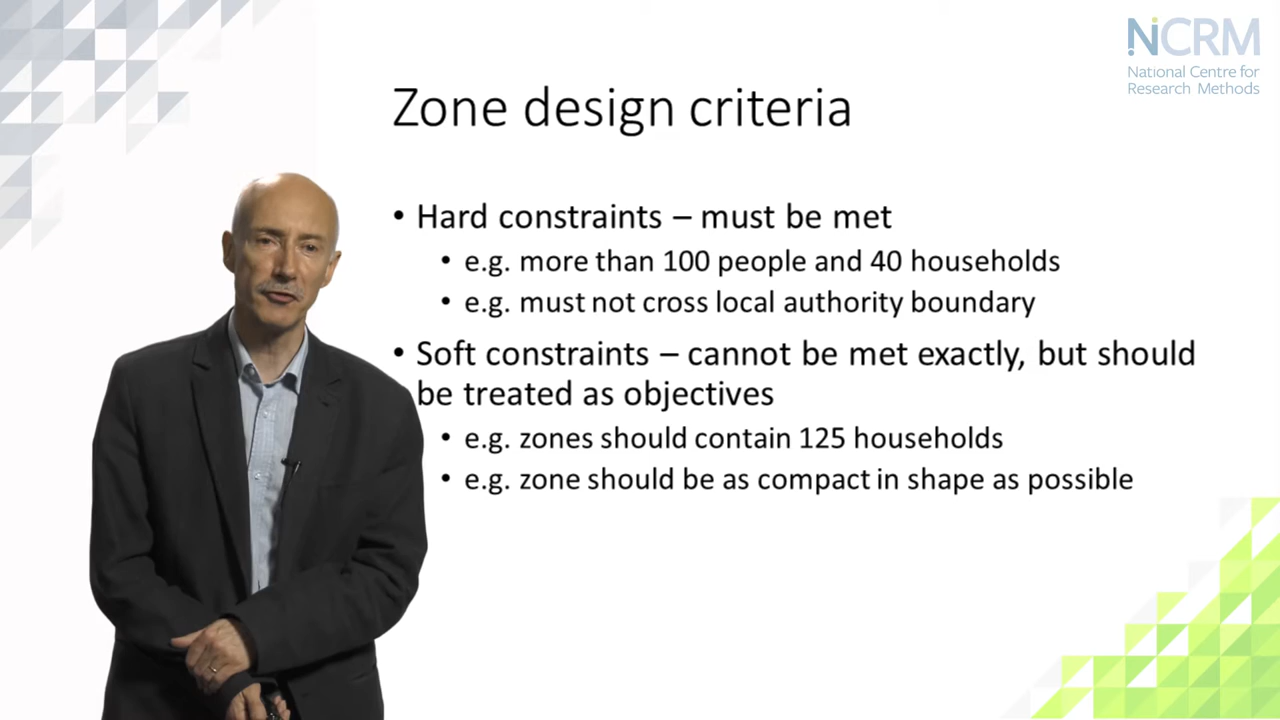 NCRM
National Centre for
Research Methods
Zone design criteria
• Hard constraints – must be met
• e.g. more than 100 people and 40 households
• e.g. must not cross local authority boundary
• Soft constraints – cannot be met exactly, but should
be treated as objectives
• e.g. zones should contain 125 households
• e.g. zone should be as compact in shape as possible